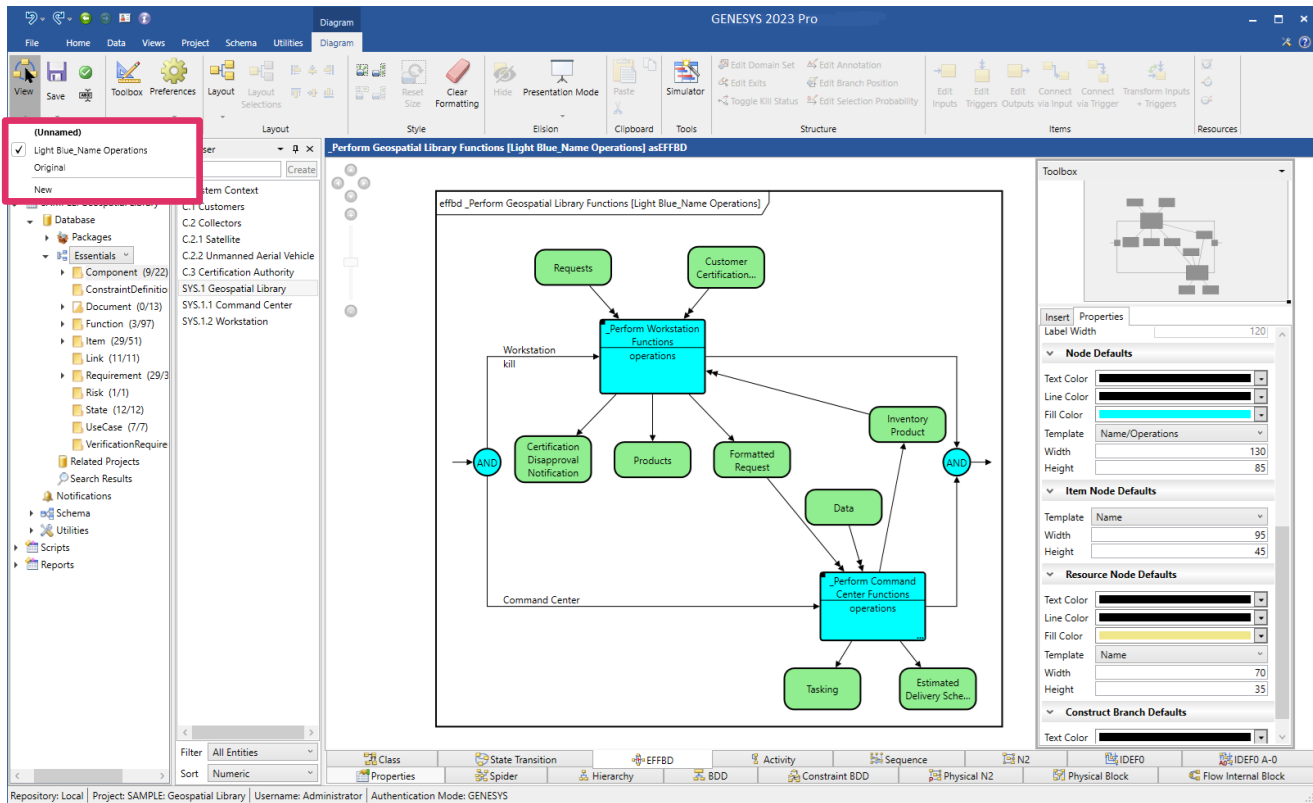 Diagram
GENESYS 2023 Pro
File Home Data Views Project Schema Utilities Diagram
View Save Toolbox Preferences Layout Layout Selections Reset Size Clear Formatting Hide Presentation Mode Paste Simulator
Edit Domain Set Edit Annotation
Edit Exits Edit Branch Position
Toggle Kill Status Edit Selection Probability
Edit Inputs Edit Triggers Edit Outputs Connect via Input Connect via Trigger Transform Inputs + Triggers
Layout Style Elision Clipboard Tools Structure Items Resources
(Unnamed)
Light Blue_Name Operations
Original
New
ser
Create
_Perform Geospatial Library Functions [Light Blue_Name Operations] asEFFBD
Database
Packages
Essentials
Component (9/22)
ConstraintDefinitio
Document (0/13)
Function (3/97)
Item (29/51)
Link (11/11)
Requirement (29/3
Risk (1/1)
State (12/12)
UseCase (7/7)
VerificationRequire
Related Projects
Search Results
Notifications
Schema
Utilities
Scripts
Reports
stem Context
C.1 Customers
C.2 Collectors
C.2.1 Satellite
C.2.2 Unmanned Aerial Vehicle
C.3 Certification Authority
SYS.1 Geospatial Library
SYS.1.1 Command Center
SYS.1.2 Workstation
Filter All Entities
Sort Numeric
effbd _Perform Geospatial Library Functions [Light Blue_Name Operations]
Requests
Customer
Certification...
_Perform Workstation
Functions
operations
Workstation
kill
Inventory
Product
Certification
Disapproval
Notification
Products
Formatted
Request
AND
AND
Data
_Perform Command
Center Functions
operations
...
Command Center
Tasking
Estimated
Delivery Sche...
Toolbox
Insert Properties
Label Width 120
Node Defaults
Text Color
Line Color
Fill Color
Template Name/Operations
Width 130
Height 85
Item Node Defaults
Template Name
Width 95
Height 45
Resource Node Defaults
Text Color
Line Color
Fill Color
Template Name
Width 70
Height 35
Construct Branch Defaults
Text Color
Class State Transition EFFBD Activity Sequence N2 IDEF0 IDEF0 A-0
Properties Spider Hierarchy BDD Constraint BDD Physical N2 Physical Block Flow Internal Block
Repository: Local Project: SAMPLE: Geospatial Library Username: Administrator Authentication Mode: GENESYS